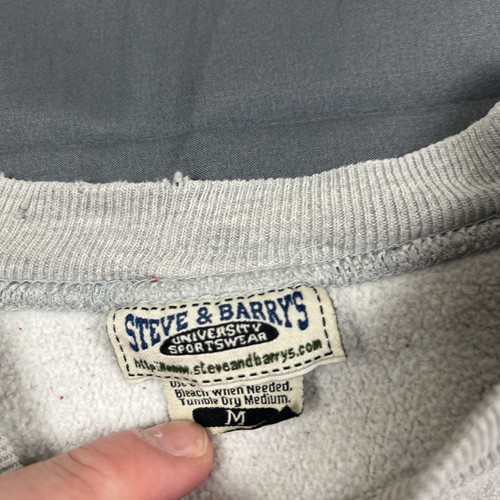 STEVE & BARRY'S
UNIVERSITY
SPORTSWEAR
http://www.steveandbarrys.com
Bleach When Needed.
Tumble Dry Medium.
M